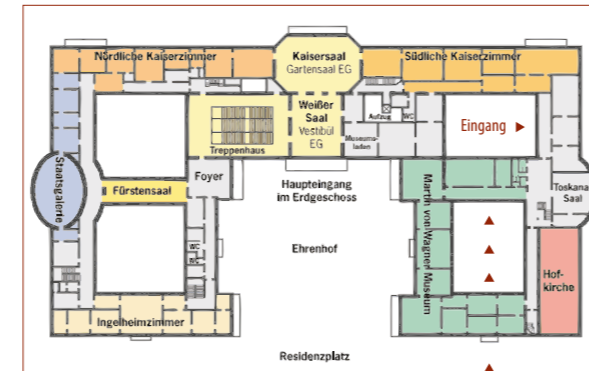 Nördliche Kaiserzimmer
Kaisersaal
Gartensaal EG
Südliche Kaiserzimmer
Weißer
Saal
Vestibül
EG
Treppenhaus
Aufzug
WC
Museums-
laden
Eingang
Staatsgalerie
Fürstensaal
Foyer
Haupteingang
im Erdgeschoss
Martin von Wagner Museum
Toskana
Saal
Ehrenhof
WC
WC
Hof-
kirche
Ingelheimzimmer
Residenzplatz